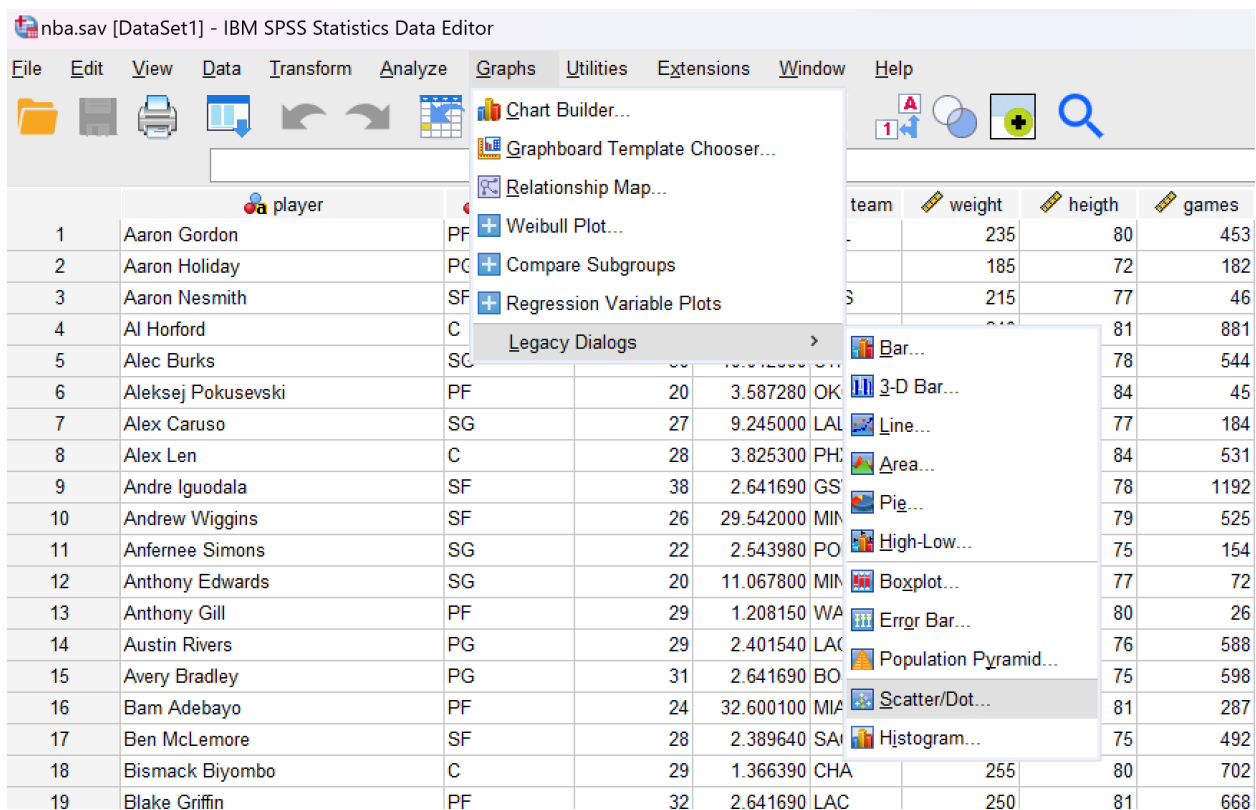 nba.sav [DataSet1] - IBM SPSS Statistics Data Editor
File Edit View Data Transform Analyze Graphs Utilities Extensions Window Help
Chart Builder...
Graphboard Template Chooser...
Relationship Map...
Weibull Plot...
Compare Subgroups
Regression Variable Plots
Legacy Dialogs
Bar...
3-D Bar...
Line...
Area...
Pie...
High-Low...
Boxplot...
Error Bar...
Population Pyramid...
Scatter/Dot...
Histogram...
player team weight heigth games
1 Aaron Gordon PF 235 80 453
2 Aaron Holiday 185 72 182
3 Aaron Nesmith SF 215 77 46
4 Al Horford C 81 881
5 Alec Burks 78 544
6 Aleksej Pokusevski PF 20 3.587280 84 45
7 Alex Caruso SG 27 9.245000 LAL 77 184
8 Alex Len C 28 3.825300 84 531
9 Andre Iguodala SF 38 2.641690 78 1192
10 Andrew Wiggins SF 26 29.542000 MIN 79 525
11 Anfernee Simons SG 22 2.543980 PO 75 154
12 Anthony Edwards SG 20 11.067800 MIN 77 72
13 Anthony Gill PF 29 1.208150 WA 80 26
14 Austin Rivers PG 29 2.401540 76 588
15 Avery Bradley PG 31 2.641690 BO 75 598
16 Bam Adebayo PF 24 32.600100 MIA 81 287
17 Ben McLemore SF 28 2.389640 75 492
18 Bismack Biyombo C 29 1.366390 CHA 255 80 702
19 Blake Griffin PF 32 2.641690 LAC 250 81 668